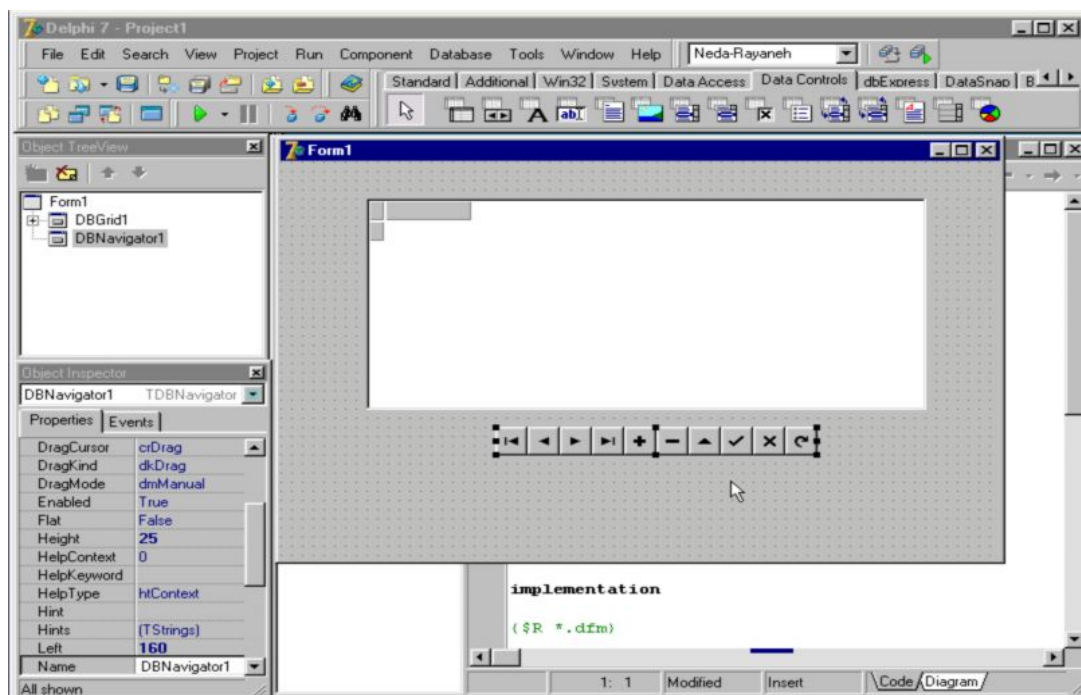 Delphi 7 - Project1
File Edit Search View Project Run Component Database Tools Window Help
Neda-Rayaneh
Standard Additional Win32 System Data Access Data Controls dbExpress DataSnap B
Object TreeView
Form1
DBGrid1
DBNavigator1
Form1
Object Inspector
DBNavigator1 TDBNavigator
Properties Events
DragCursor crDrag
DragKind dkDrag
DragMode dmManual
Enabled True
Flat False
Height 25
HelpContext 0
HelpKeyword
HelpType htContext
Hint
Hints (TStrings)
Left 160
Name DBNavigator1
All shown
implementation
{$R *.dfm}
1: 1 Modified Insert Code Diagram